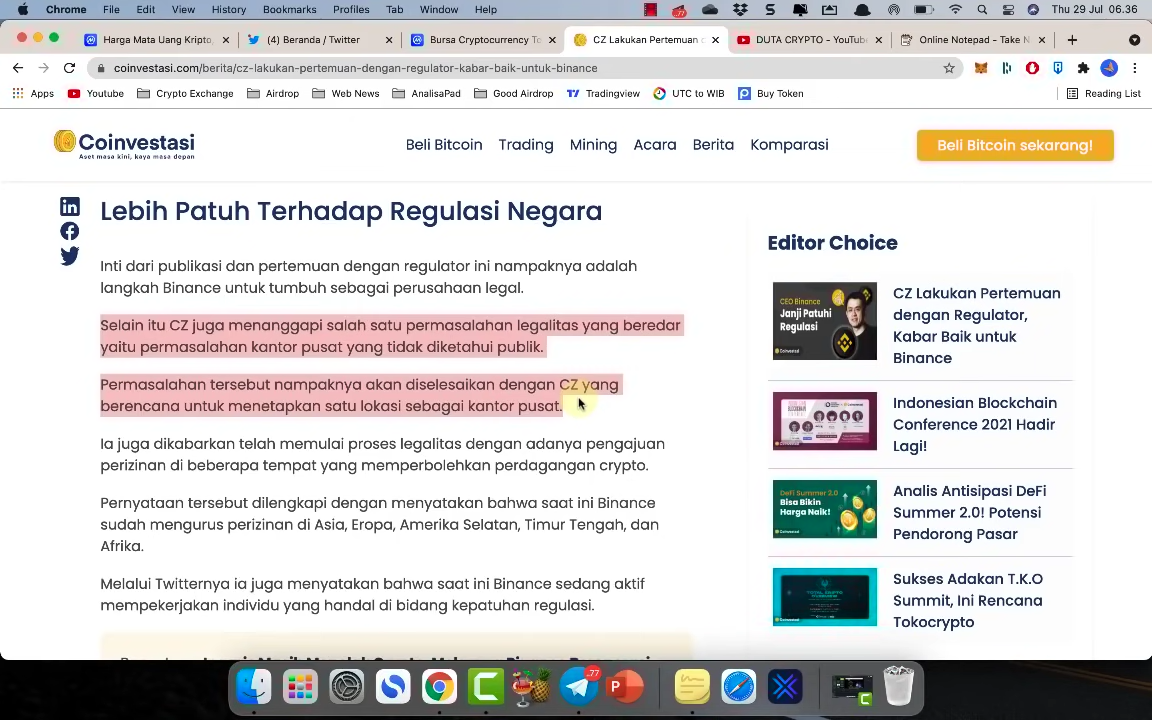 Chrome File Edit View History Bookmarks Profiles Tab Window Help
Thu 29 Jul 06.36
Harga Mata Uang Kripto,
(4) Beranda / Twitter
Bursa Cryptocurrency To
CZ Lakukan Pertemuan
DUTA CRYPTO - YouTub
Online Notepad - Take N
coinvestasi.com/berita/cz-lakukan-pertemuan-dengan-regulator-kabar-baik-untuk-binance
Apps Youtube Crypto Exchange Airdrop Web News AnalisaPad Good Airdrop Tradingview UTC to WIB Buy Token Reading List
Coinvestasi
Aset masa kini, kaya masa depan
Beli Bitcoin Trading Mining Acara Berita Komparasi
Beli Bitcoin sekarang!
Lebih Patuh Terhadap Regulasi Negara
Inti dari publikasi dan pertemuan dengan regulator ini nampaknya adalah
langkah Binance untuk tumbuh sebagai perusahaan legal.
Selain itu CZ juga menanggapi salah satu permasalahan legalitas yang beredar
yaitu permasalahan kantor pusat yang tidak diketahui publik.
Permasalahan tersebut nampaknya akan diselesaikan dengan CZ yang
berencana untuk menetapkan satu lokasi sebagai kantor pusat.
Ia juga dikabarkan telah memulai proses legalitas dengan adanya pengajuan
perizinan di beberapa tempat yang memperbolehkan perdagangan crypto.
Pernyataan tersebut dilengkapi dengan menyatakan bahwa saat ini Binance
sudah mengurus perizinan di Asia, Eropa, Amerika Selatan, Timur Tengah, dan
Afrika.
Melalui Twitternya ia juga menyatakan bahwa saat ini Binance sedang aktif
mempekerjakan individu yang handal di bidang kepatuhan regulasi.
Editor Choice
CEO Binance
Janji Patuhi
Regulasi
CZ Lakukan Pertemuan
dengan Regulator,
Kabar Baik Untuk
Binance
Indonesian Blockchain
Conference 2021 Hadir
Lagi!
DeFi Summer 2.0
Bisa Bikin
Harga Naik!
Analis Antisipasi DeFi
Summer 2.0! Potensi
Pendorong Pasar
Sukses Adakan T.K.O
Summit, Ini Rencana
Tokocrypto